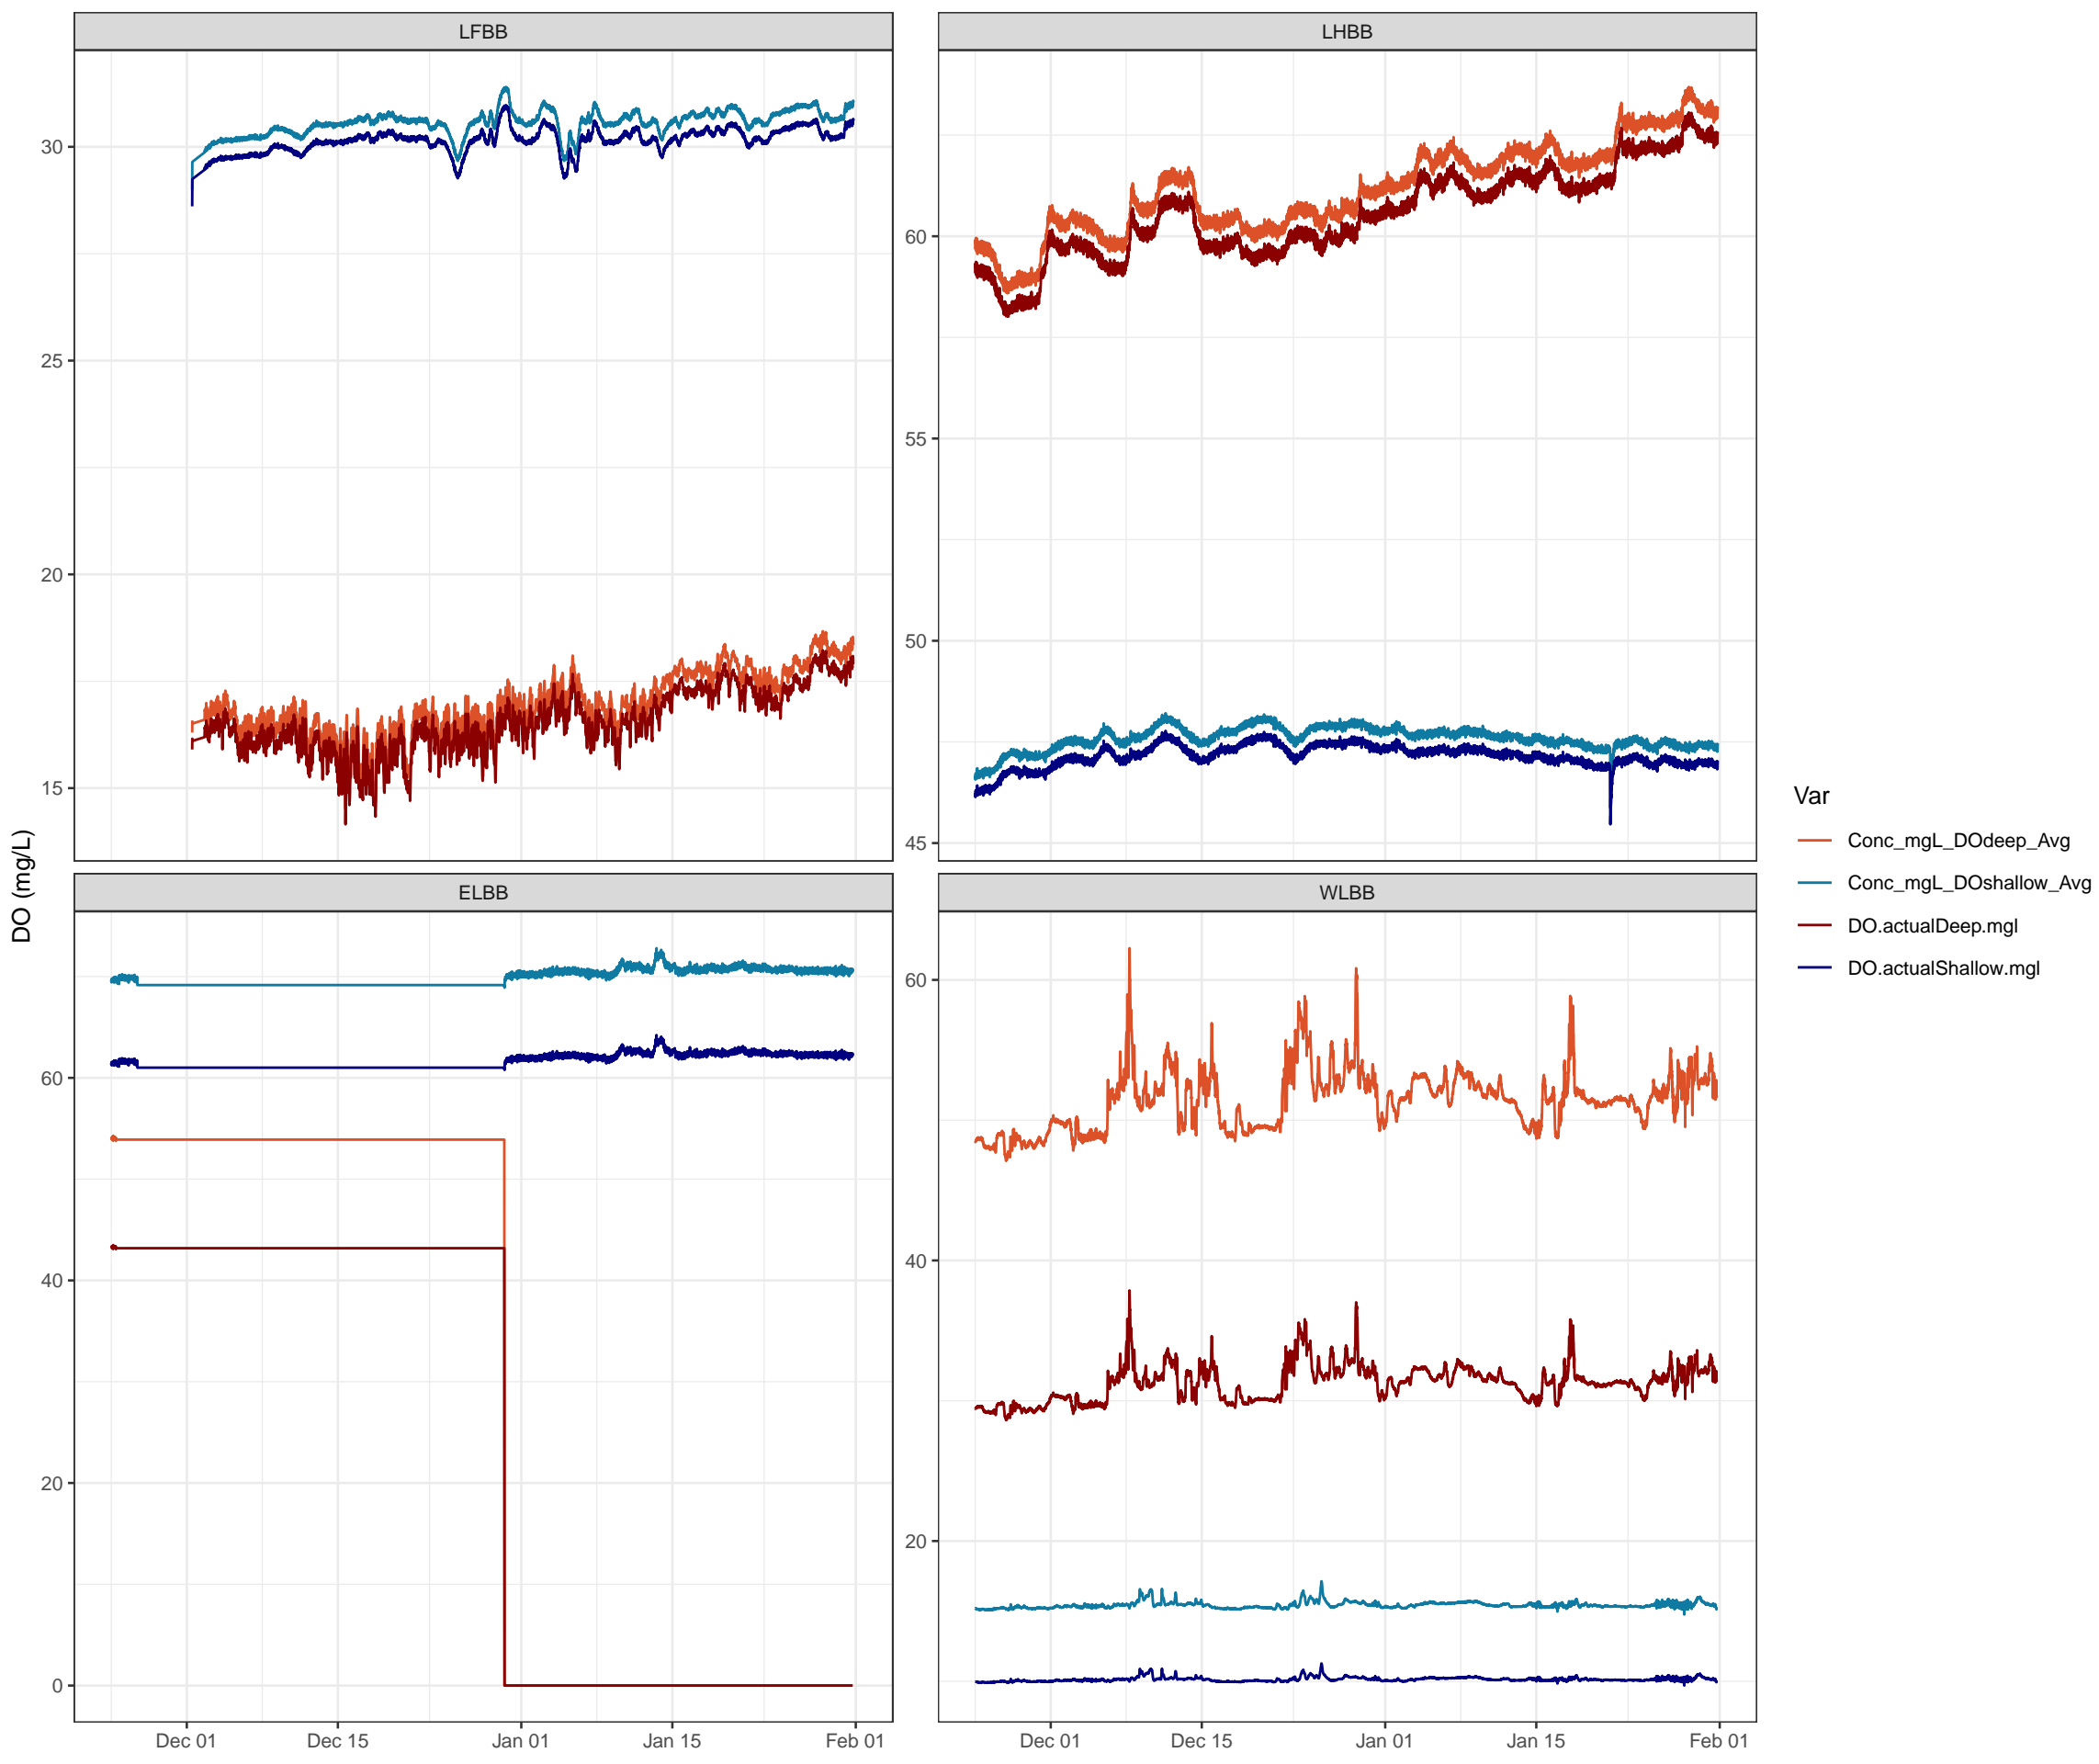 LFBB
LHBB
30
25
20
15
60
55
50
45
DO (mg/L)
ELBB
WLBB
60
40
20
0
60
40
20
Dec 01
Dec 15
Jan 01
Jan 15
Feb 01
Dec 01
Dec 15
Jan 01
Jan 15
Feb 01
Var
Conc_mgL_DOdeep_Avg
Conc_mgL_DOshallow_Avg
DO.actualDeep.mgl
DO.actualShallow.mgl